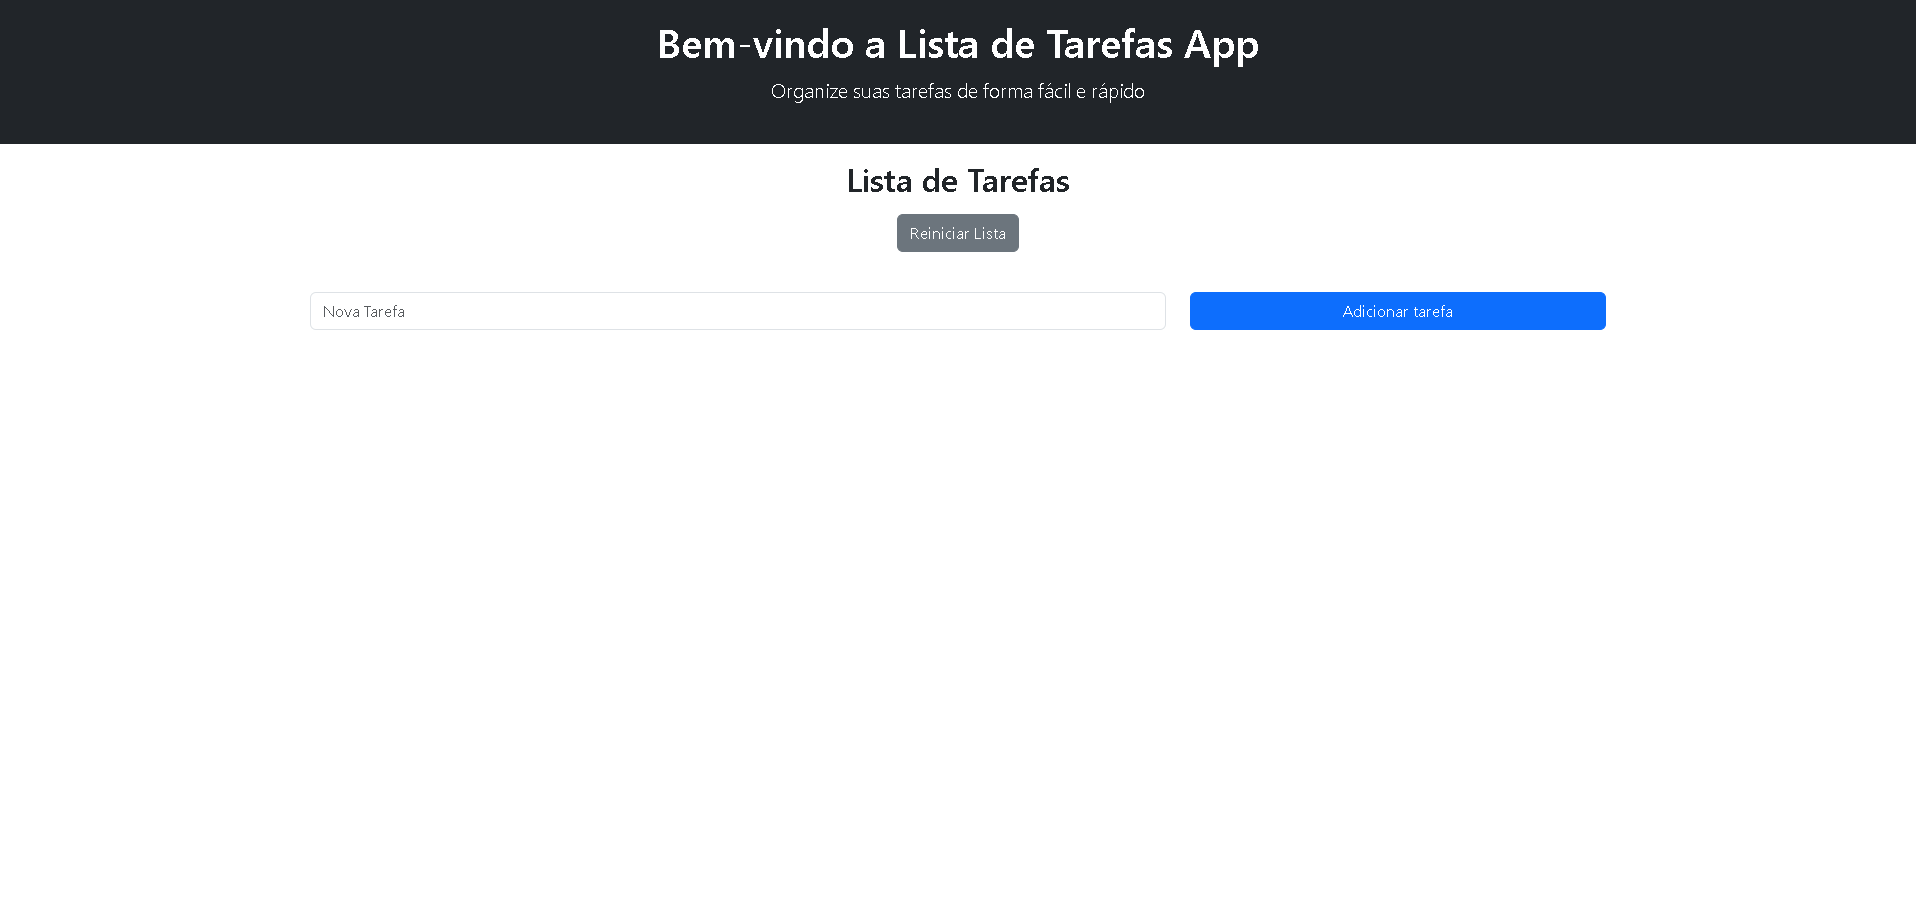 Bem-vindo a Lista de Tarefas App
Organize suas tarefas de forma fácil e rápido
Lista de Tarefas
Reiniciar Lista
Nova Tarefa
Adicionar tarefa